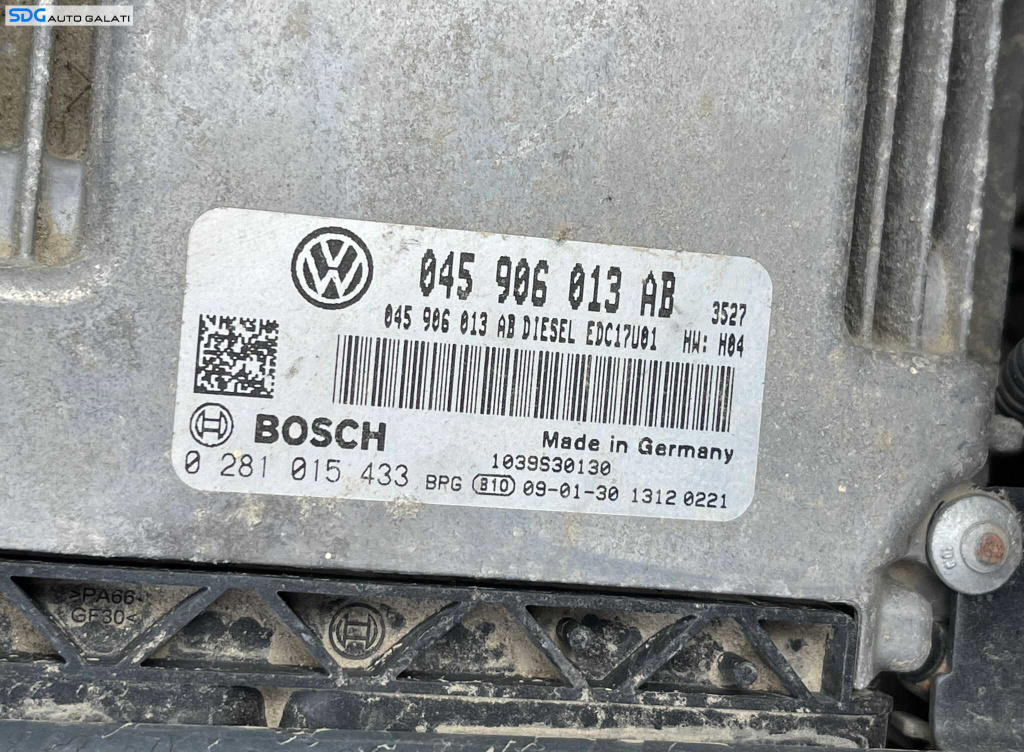 SDG AUTO GALATI
045 906 013 AB
3527
045 906 013 AB DIESEL EDC17U01 HW: H04
BOSCH
Made in Germany
1039S30130
0 281 015 433 BPG B10 09-01-30 1312 0221
>PA66-
GF30<